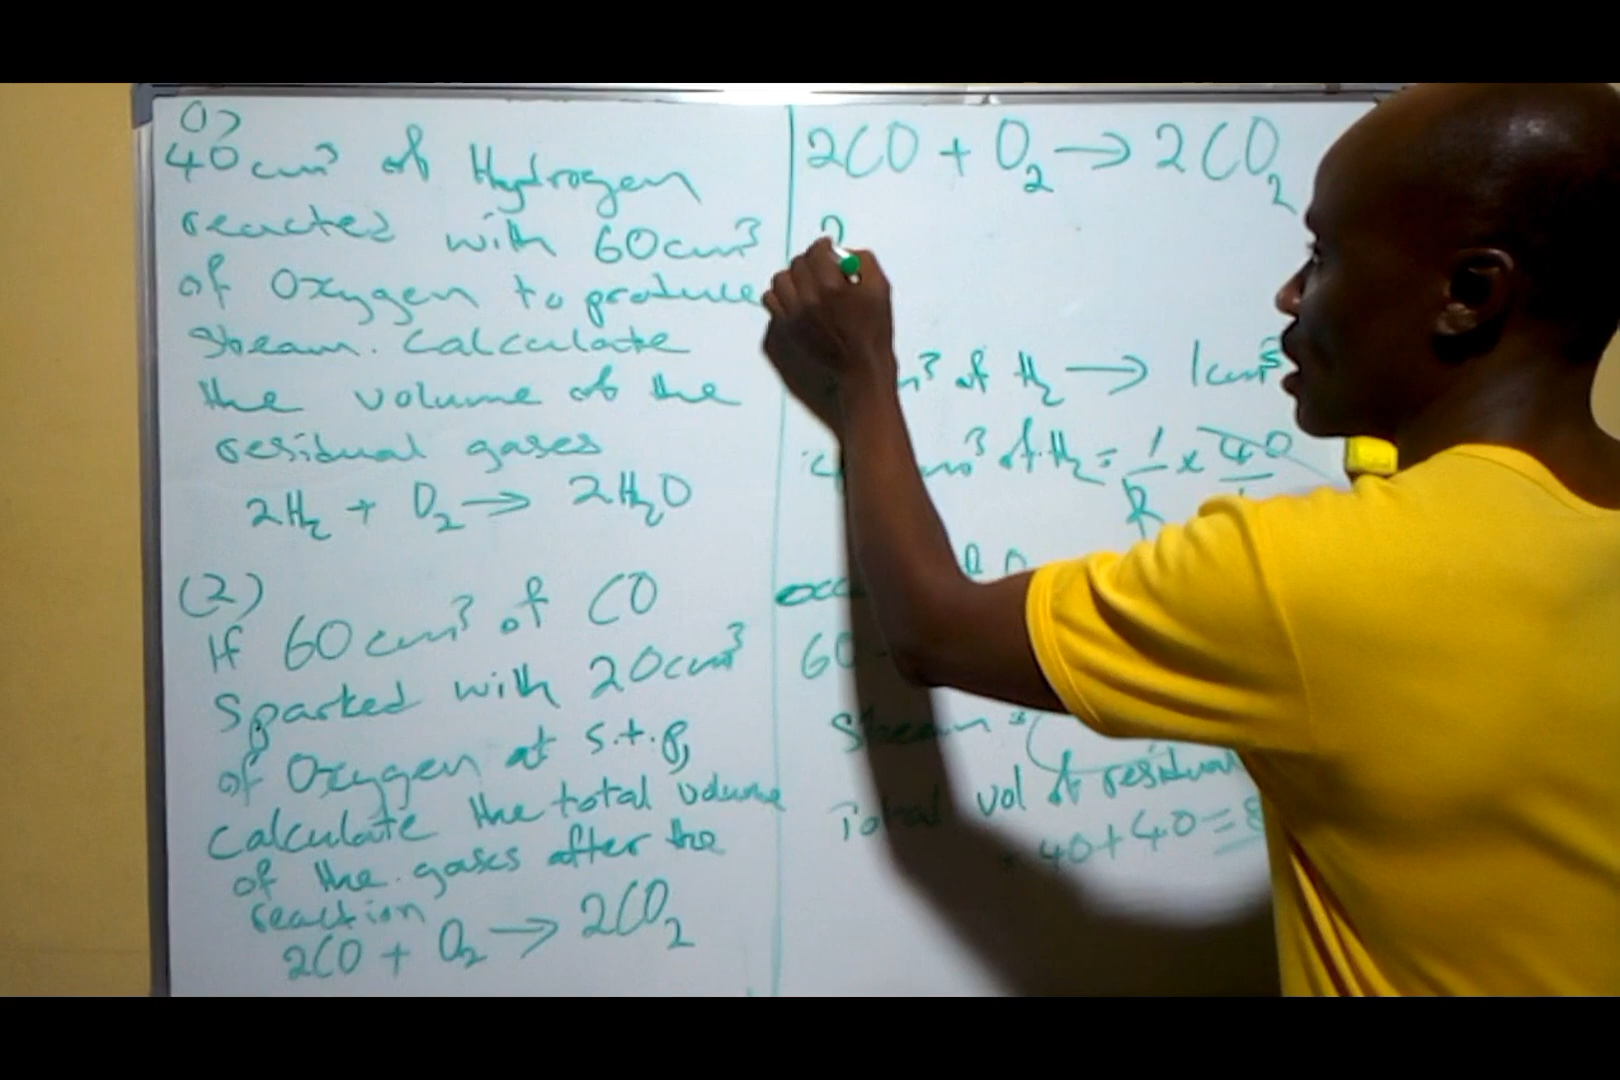 1)
40cm³ of Hydrogen
reacted with 60cm³
of Oxygen to produce
steam. Calculate
the volume of the
residual gases
2H₂ + O₂ → 2H₂O
(2)
If 60cm³ of CO
sparked with 20cm³
of Oxygen at s.t.p,
Calculate the total volume
of the gases after the
reaction
2CO + O₂ → 2CO₂
2CO + O₂ → 2CO₂
2
of H₂ → 1cm³
of H₂ = 1/2 × 40/1
60
Steam =
Total vol of residual
= 40 + 40 = 8